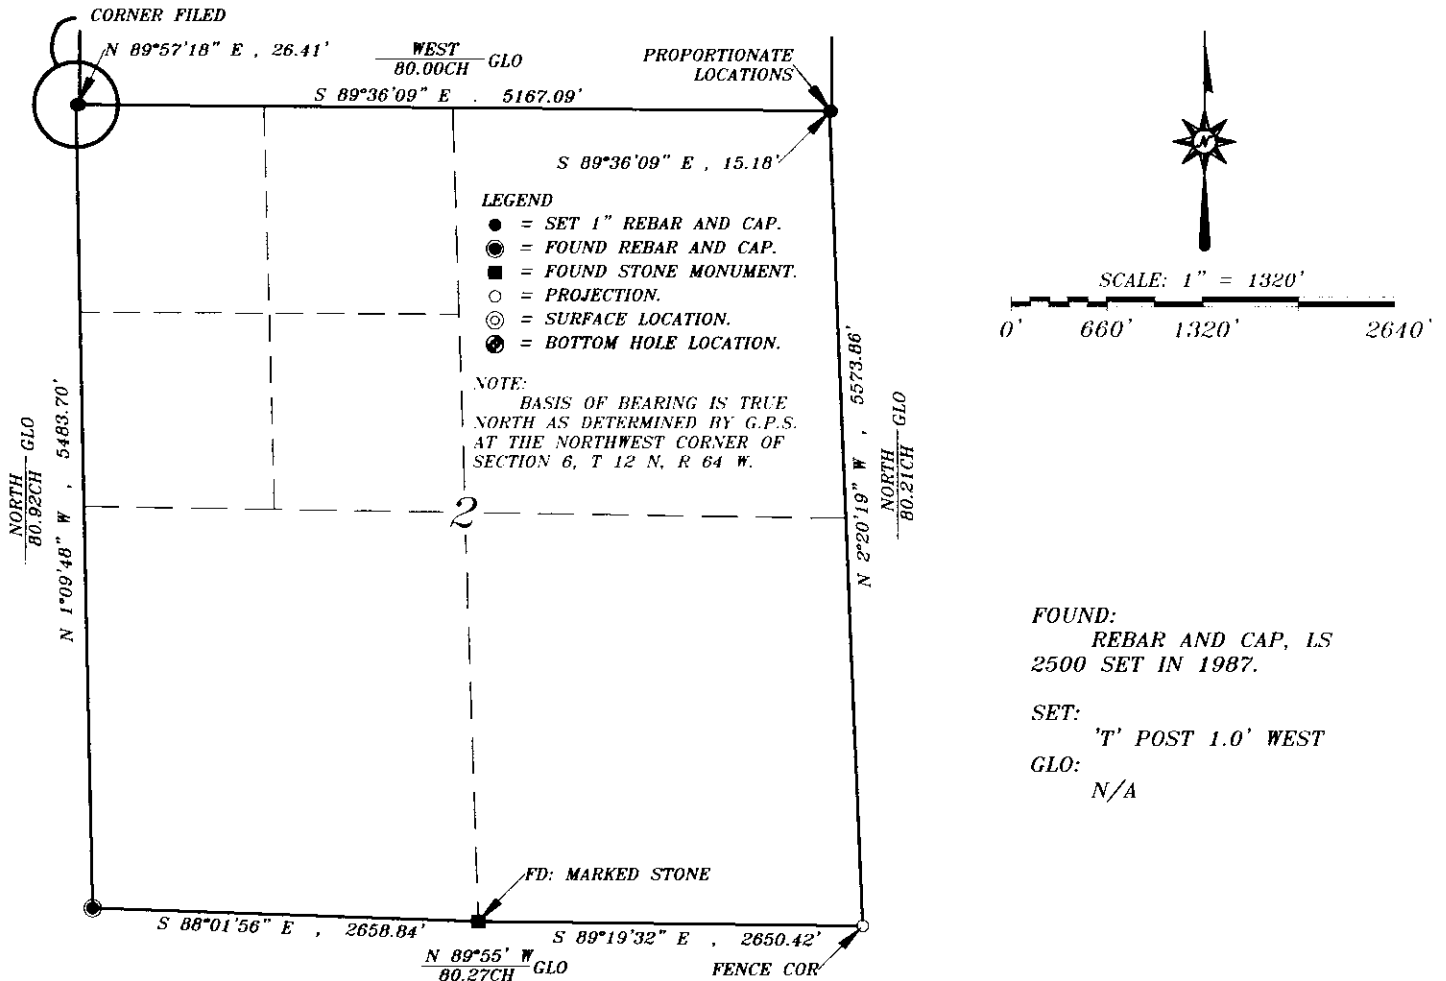 CORNER FILED
N 89°57'18" E , 26.41'
WEST
80.00CH
GLO
S 89°36'09" E . 5167.09'
PROPORTIONATE
LOCATIONS
S 89°36'09" E , 15.18'
LEGEND
= SET 1" REBAR AND CAP.
= FOUND REBAR AND CAP.
= FOUND STONE MONUMENT.
= PROJECTION.
= SURFACE LOCATION.
= BOTTOM HOLE LOCATION.
NOTE:
BASIS OF BEARING IS TRUE
NORTH AS DETERMINED BY G.P.S.
AT THE NORTHWEST CORNER OF
SECTION 6, T 12 N, R 64 W.
NORTH
80.92CH
GLO
N 1°09'48" W , 5483.70'
2
N 2°20'19" W , 5573.86'
NORTH
80.21CH
GLO
FD: MARKED STONE
S 88°01'56" E , 2658.84'
S 89°19'32" E , 2650.42'
N 89°55' W
80.27CH
GLO
FENCE COR
N
SCALE: 1" = 1320'
0' 660' 1320' 2640'
FOUND:
REBAR AND CAP, LS
2500 SET IN 1987.
SET:
'T' POST 1.0' WEST
GLO:
N/A